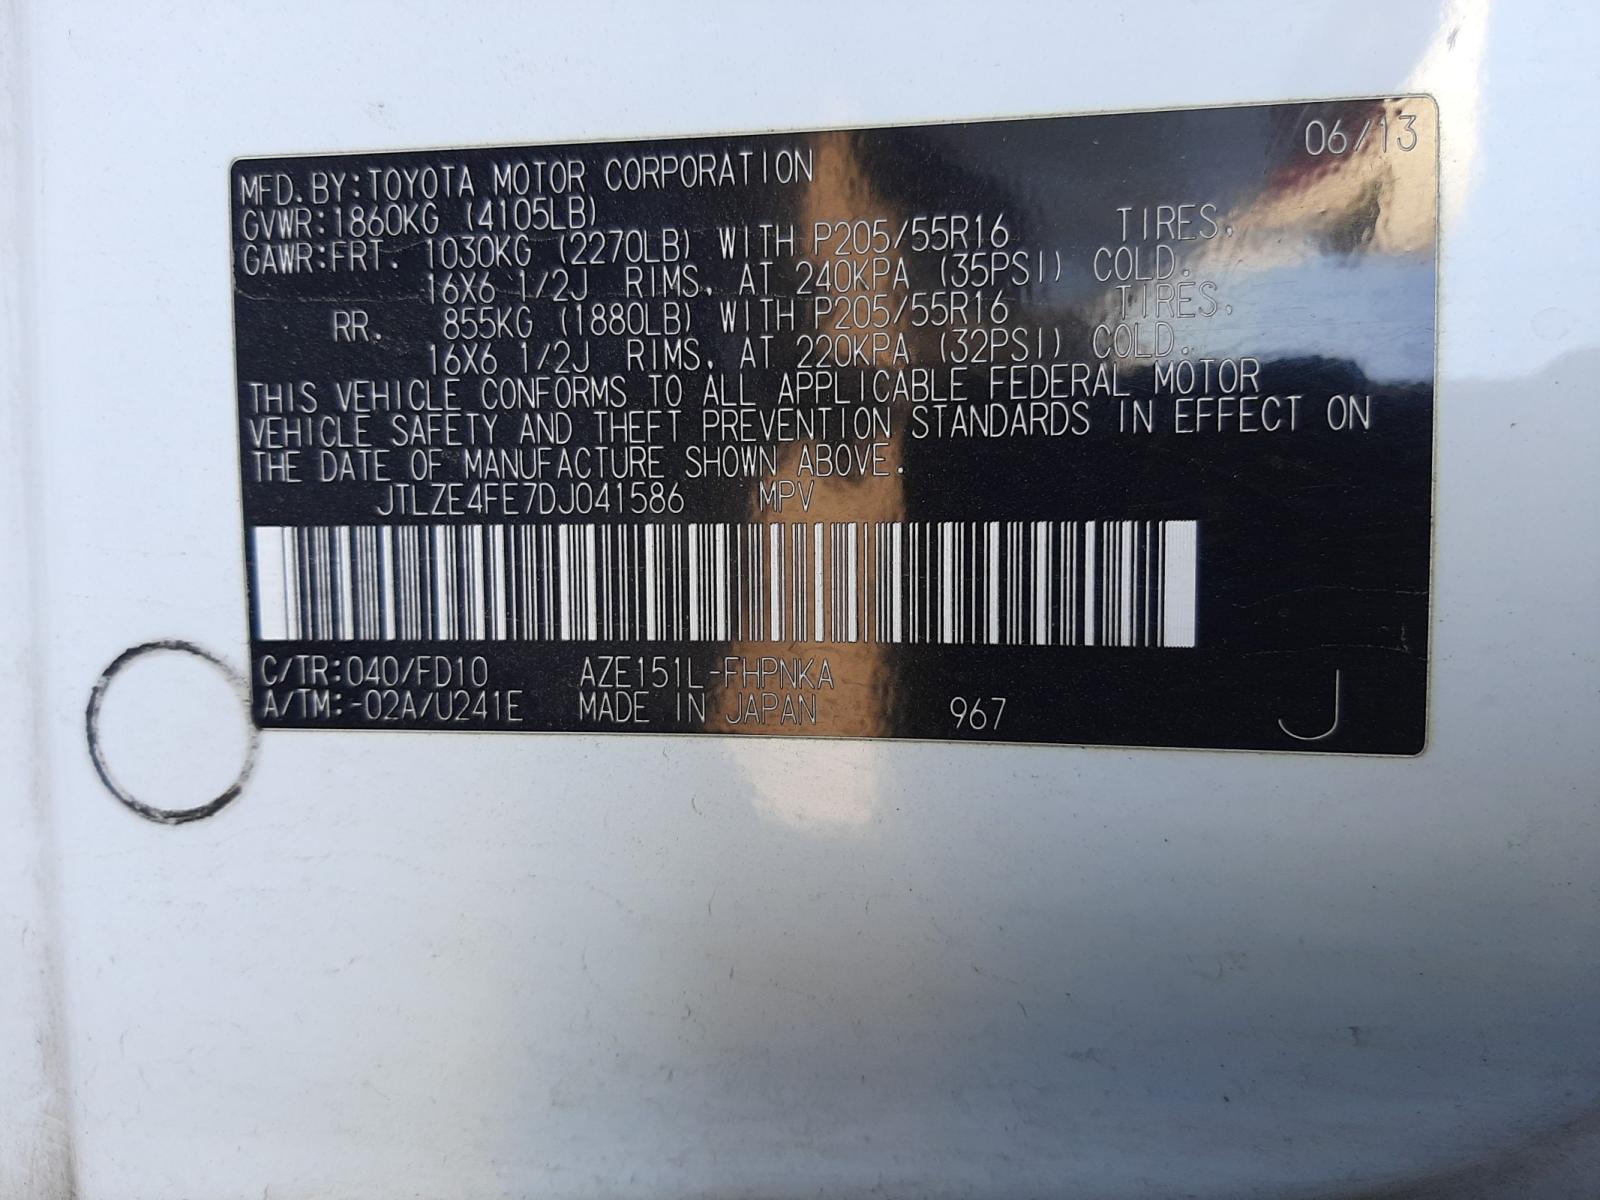 06/13
MFD.BY:TOYOTA MOTOR CORPORATION
GVWR:1860KG (4105LB)
GAWR:FRT. 1030KG (2270LB) WITH P205/55R16 TIRES,
16X6 1/2J RIMS, AT 240KPA (35PSI) COLD.
RR. 855KG (1880LB) WITH P205/55R16 TIRES,
16X6 1/2J RIMS, AT 220KPA (32PSI) COLD.
THIS VEHICLE CONFORMS TO ALL APPLICABLE FEDERAL MOTOR
VEHICLE SAFETY AND THEFT PREVENTION STANDARDS IN EFFECT ON
THE DATE OF MANUFACTURE SHOWN ABOVE.
JTLZE4FE7DJ041586 MPV
C/TR:040/FD10 AZE151L-FHPNKA
A/TM:-02A/U241E MADE IN JAPAN 967 J